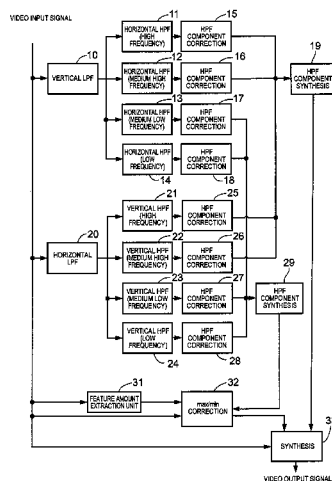 VIDEO INPUT SIGNAL
11
HORIZONTAL HPF
(HIGH
FREQUENCY)
15
HPF
COMPONENT
CORRECTION
19
HPF
COMPONENT
SYNTHESIS
10
VERTICAL LPF
12
HORIZONTAL HPF
(MEDIUM HIGH
FREQUENCY)
16
HPF
COMPONENT
CORRECTION
13
HORIZONTAL HPF
(MEDIUM LOW
FREQUENCY)
17
HPF
COMPONENT
CORRECTION
HORIZONTAL HPF
(LOW
FREQUENCY)
14
HPF
COMPONENT
CORRECTION
18
21
VERTICAL HPF
(HIGH
FREQUENCY)
25
HPF
COMPONENT
CORRECTION
20
HORIZONTAL
LPF
22
VERTICAL HPF
(MEDIUM HIGH
FREQUENCY)
26
HPF
COMPONENT
CORRECTION
23
VERTICAL HPF
(MEDIUM LOW
FREQUENCY)
27
HPF
COMPONENT
CORRECTION
29
HPF
COMPONENT
SYNTHESIS
VERTICAL HPF
(LOW
FREQUENCY)
24
HPF
COMPONENT
CORRECTION
28
31
FEATURE AMOUNT
EXTRACTION UNIT
32
max/min
CORRECTION
SYNTHESIS
VIDEO OUTPUT SIGNAL